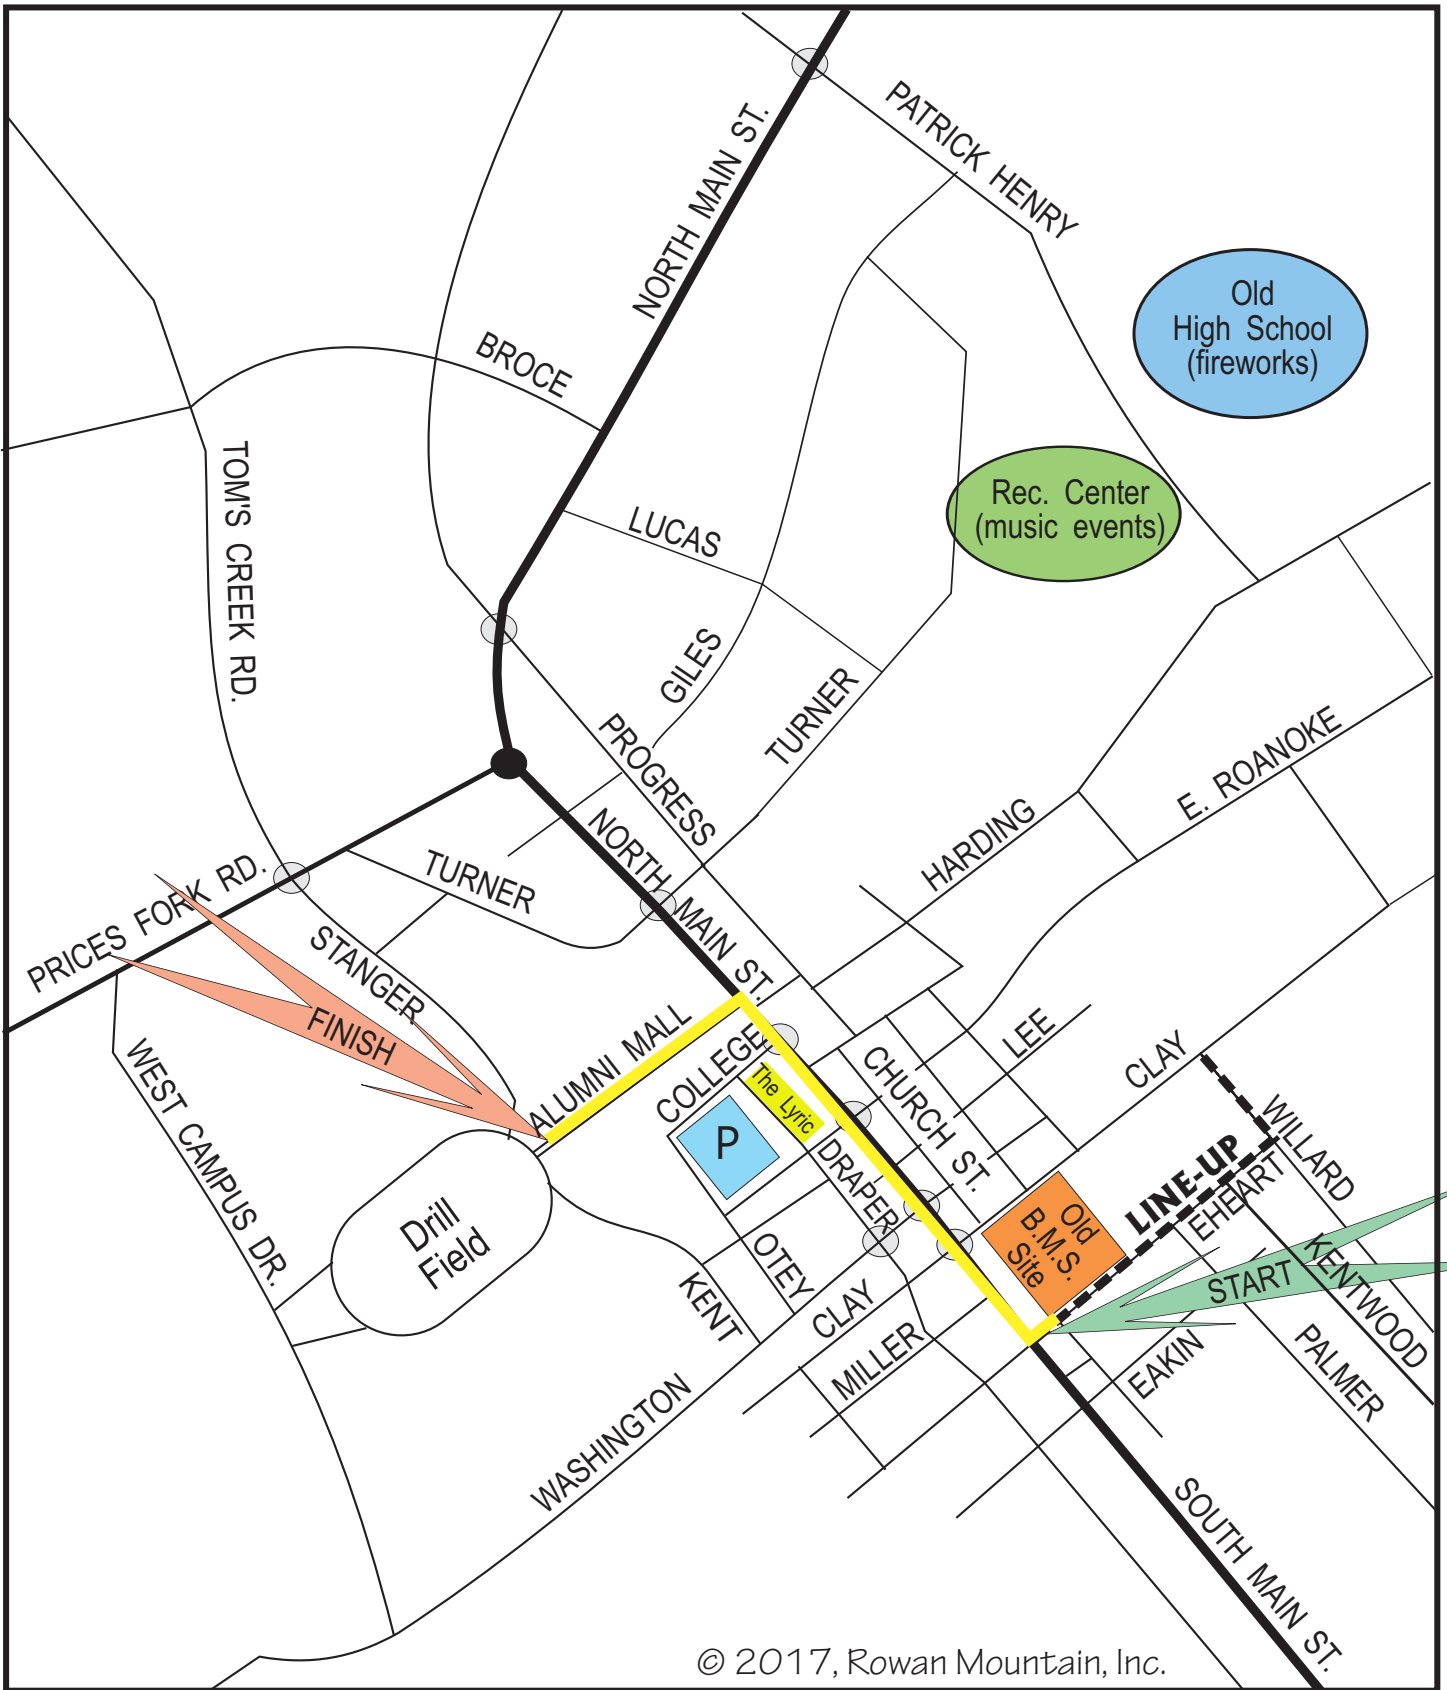 PATRICK HENRY
NORTH MAIN ST.
Old
High School
(fireworks)
BROCE
TOM'S CREEK RD.
Rec. Center
(music events)
LUCAS
GILES
TURNER
PROGRESS
E. ROANOKE
NORTH MAIN ST.
HARDING
PRICES FORK RD.
TURNER
STANGER
FINISH
ALUMNI MALL
COLLEGE
The Lyric
LEE
CHURCH ST.
CLAY
WEST CAMPUS DR.
P
DRAPER
WILLARD
LINE-UP
EHEART
Drill
Field
Old
B.M.S.
Site
OTEY
KENT
START
KENTWOOD
CLAY
MILLER
EAKIN
PALMER
WASHINGTON
SOUTH MAIN ST.
© 2017, Rowan Mountain, Inc.